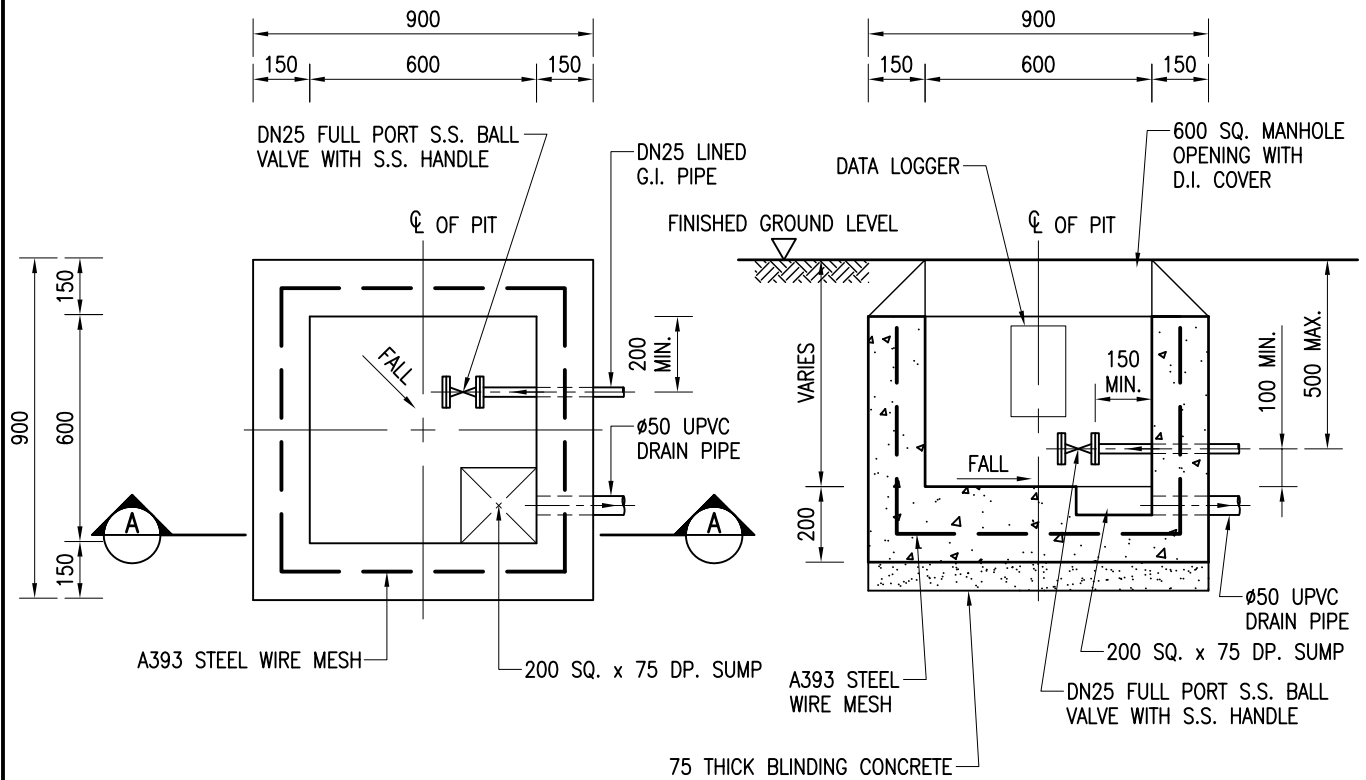 900
150
600
150
DN25 FULL PORT S.S. BALL
VALVE WITH S.S. HANDLE
DN25 LINED
G.I. PIPE
℄ OF PIT
900
150
600
150
FALL
200
MIN.
Ø50 UPVC
DRAIN PIPE
A
A
A393 STEEL WIRE MESH
200 SQ. x 75 DP. SUMP
900
150
600
150
600 SQ. MANHOLE
OPENING WITH
D.I. COVER
DATA LOGGER
℄ OF PIT
FINISHED GROUND LEVEL
VARIES
200
150
MIN.
100 MIN.
500 MAX.
FALL
Ø50 UPVC
DRAIN PIPE
200 SQ. x 75 DP. SUMP
A393 STEEL
WIRE MESH
DN25 FULL PORT S.S. BALL
VALVE WITH S.S. HANDLE
75 THICK BLINDING CONCRETE